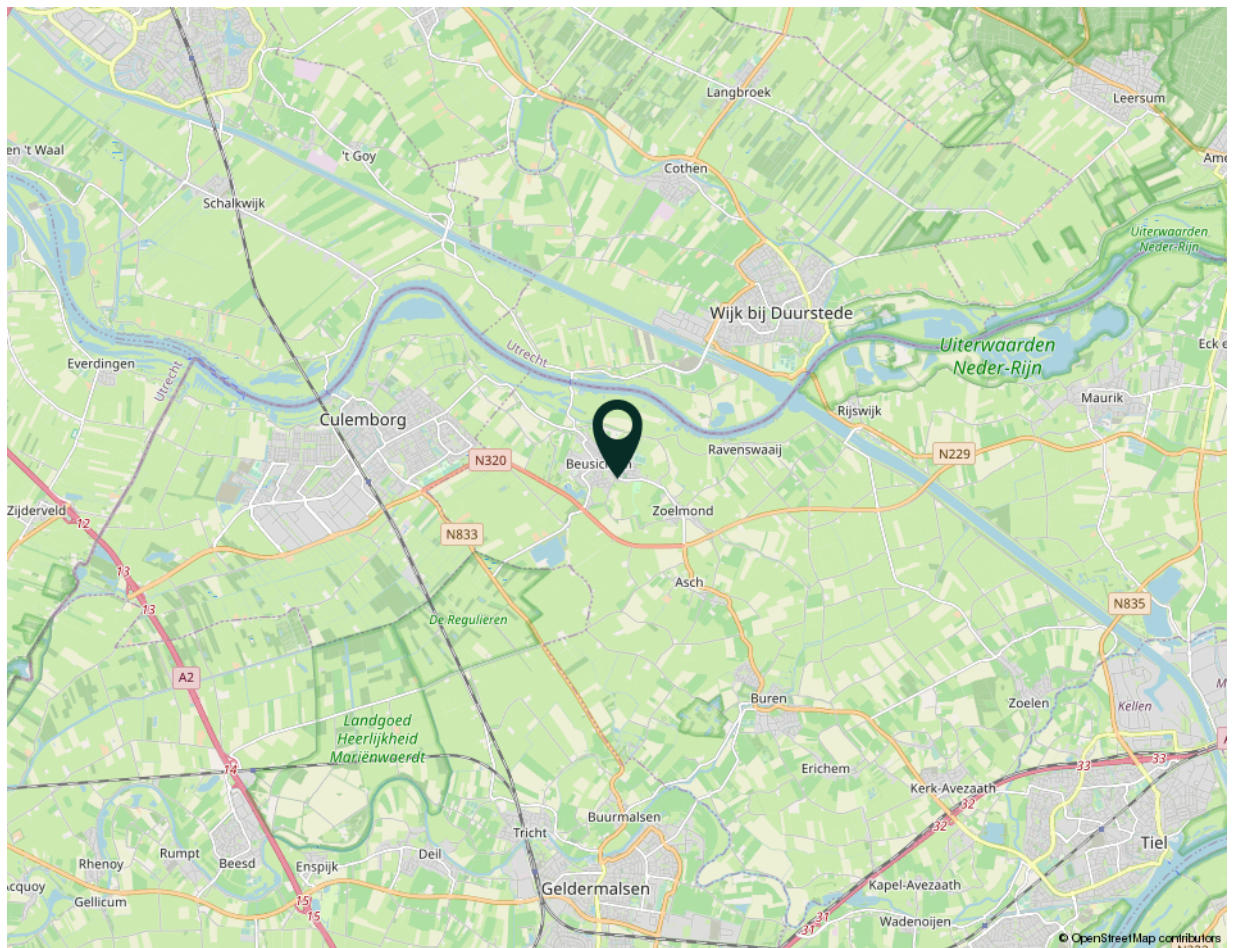 Langbroek
Leersum
en 't Waal
't Goy
Cothen
Schalkwijk
Uiterwaarden
Neder-Rijn
Wijk bij Duurstede
Utrecht
Everdingen
Utrecht
Uiterwaarden
Neder-Rijn
Maurik
Culemborg
Rijswijk
Ravenswaaij
N229
N320
Zijderveld
12
Zoelmond
N833
13
Asch
13
N835
De Regulieren
A2
Buren
Zoelen
Kellen
Landgoed
Heerlijkheid
Mariënwaerdt
14
Erichem
33
33
Kerk-Avezaath
32
32
Buurmalsen
Tricht
Tiel
Rumpt
Deil
Rhenoy
Beesd
Enspijk
Geldermalsen
Kapel-Avezaath
Gellicum
15
15
31
31
Wadenoijen
© OpenStreetMap contributors